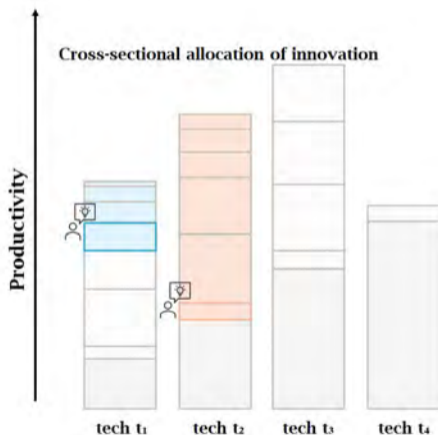 Cross-sectional allocation of innovation
Productivity
tech t₁ tech t₂ tech t₃ tech t₄